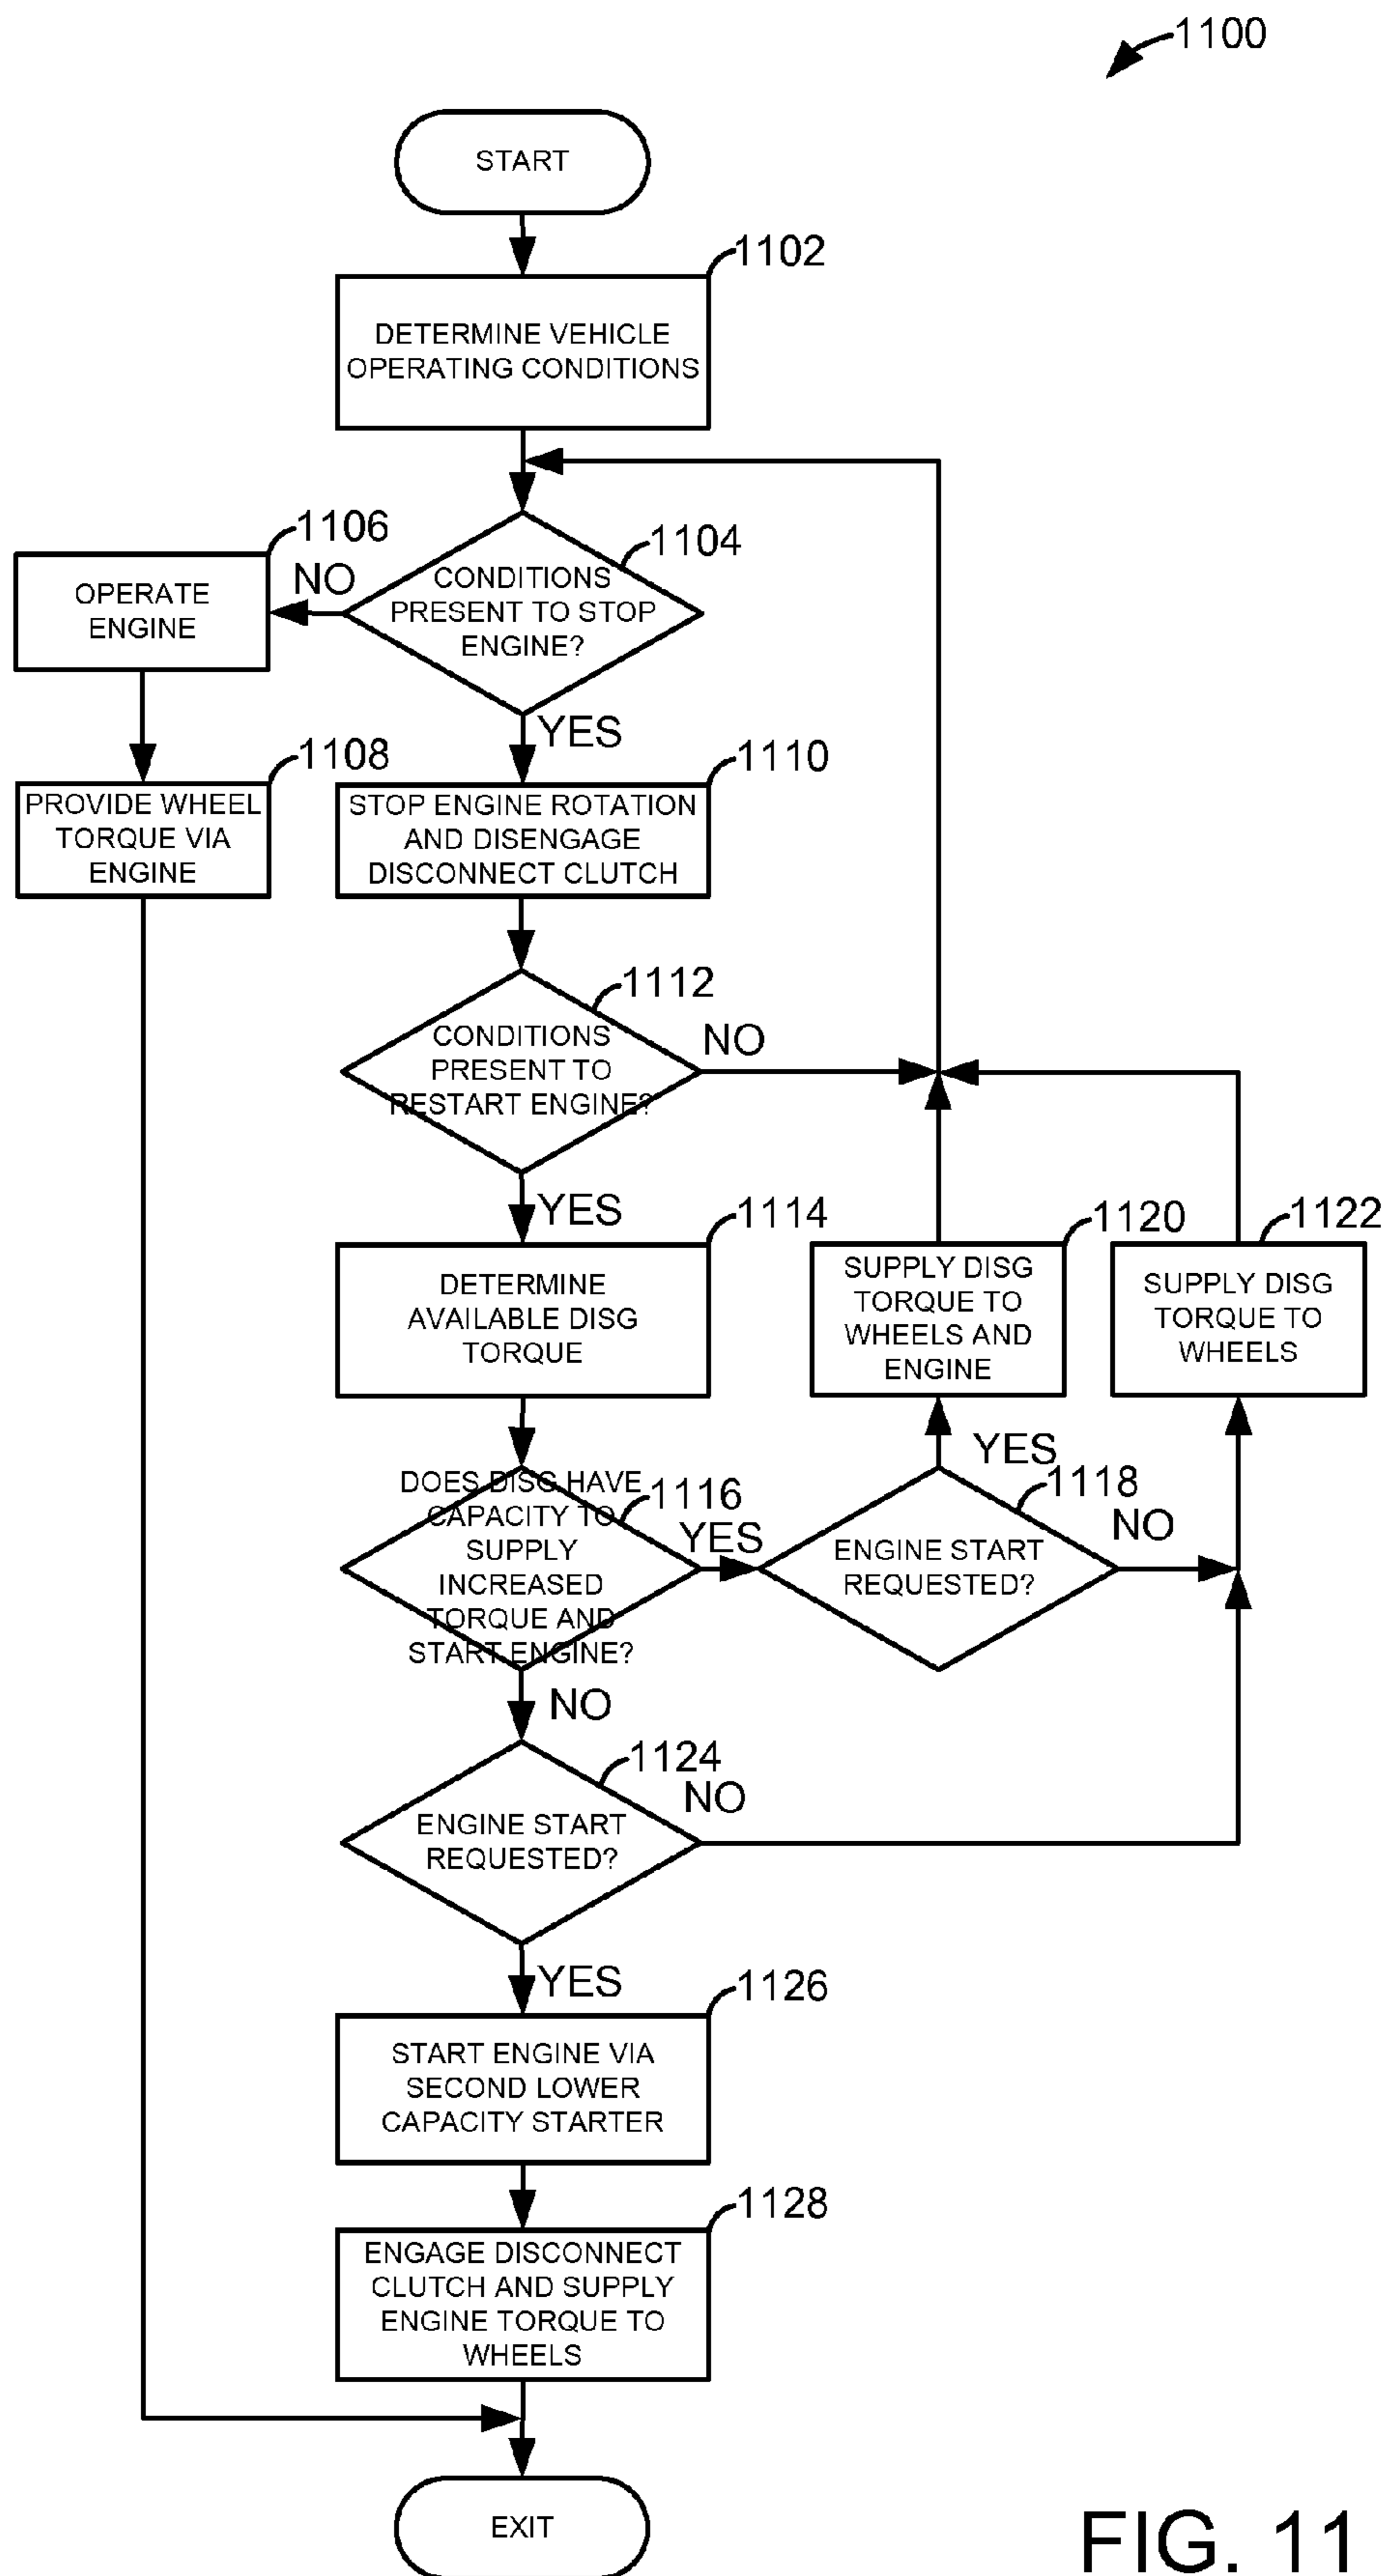 1100
START
1102
DETERMINE VEHICLE
OPERATING CONDITIONS
1106
1104
OPERATE
ENGINE
NO
CONDITIONS
PRESENT TO STOP
ENGINE?
YES
1108
1110
PROVIDE WHEEL
TORQUE VIA
ENGINE
STOP ENGINE ROTATION
AND DISENGAGE
DISCONNECT CLUTCH
1112
CONDITIONS
PRESENT TO
RESTART ENGINE?
NO
YES
1114
DETERMINE
AVAILABLE DISG
TORQUE
1120
SUPPLY DISG
TORQUE TO
WHEELS AND
ENGINE
1122
SUPPLY DISG
TORQUE TO
WHEELS
DOES DISG HAVE
CAPACITY TO
SUPPLY
INCREASED
TORQUE AND
START ENGINE?
1116
YES
YES
1118
ENGINE START
REQUESTED?
NO
NO
1124
ENGINE START
REQUESTED?
NO
YES
1126
START ENGINE VIA
SECOND LOWER
CAPACITY STARTER
1128
ENGAGE DISCONNECT
CLUTCH AND SUPPLY
ENGINE TORQUE TO
WHEELS
EXIT
FIG. 11